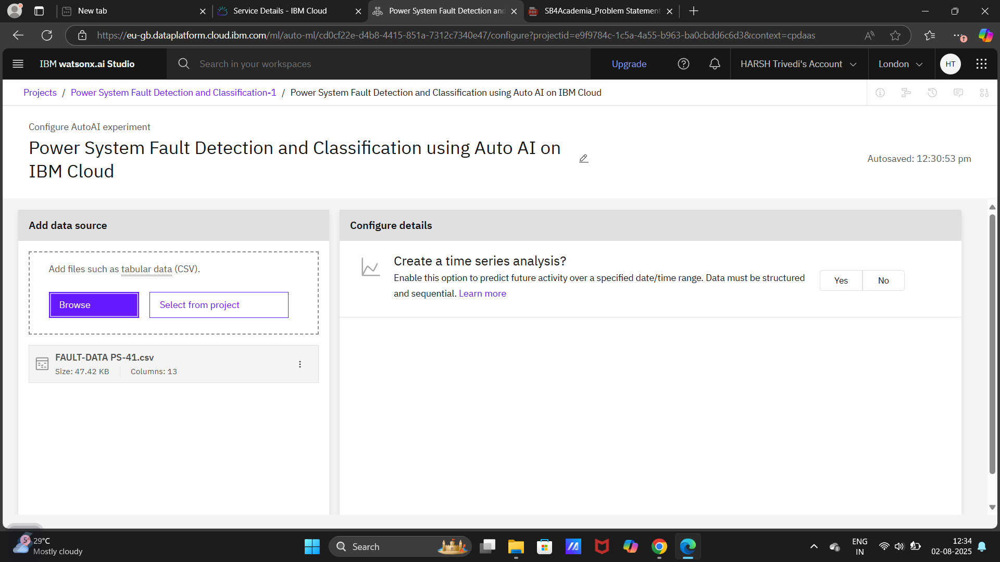 New tab
Service Details - IBM Cloud
Power System Fault Detection and
SB4Academia_Problem Statement
https://eu-gb.dataplatform.cloud.ibm.com/ml/auto-ml/cd0cf22e-d4b8-4415-851a-7312c7340e47/configure?projectid=e9f9784c-1c5a-4a55-b963-ba0cbdd6c6d3&context=cpdaas
IBM watsonx.ai Studio
Search in your workspaces
Upgrade
HARSH Trivedi's Account
London
HT
Projects / Power System Fault Detection and Classification-1 / Power System Fault Detection and Classification using Auto AI on IBM Cloud
Configure AutoAI experiment
Power System Fault Detection and Classification using Auto AI on
IBM Cloud
Autosaved: 12:30:53 pm
Add data source
Add files such as tabular data (CSV).
Browse
Select from project
FAULT-DATA PS-41.csv
Size: 47.42 KB
Columns: 13
Configure details
Create a time series analysis?
Enable this option to predict future activity over a specified date/time range. Data must be structured
and sequential. Learn more
Yes
No
5
29°C
Mostly cloudy
Search
ENG
IN
12:34
02-08-2025